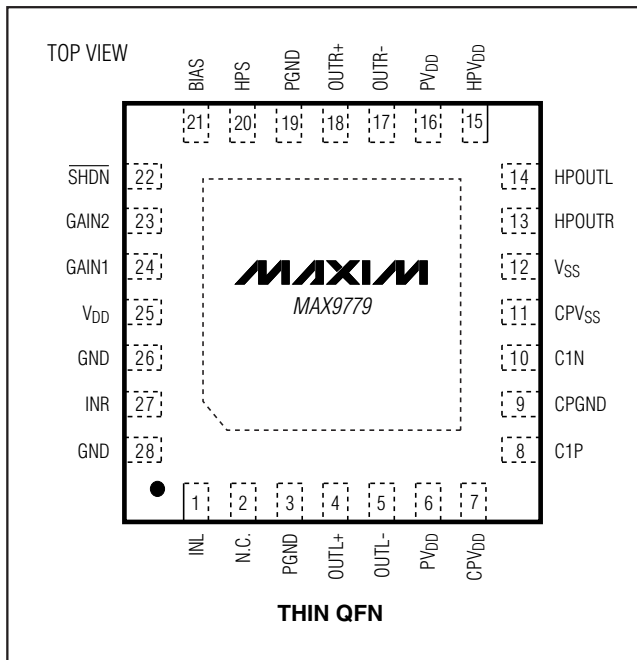 TOP VIEW
BIAS
HPS
PGND
OUTR+
OUTR-
PVDD
HPVDD
21 20 19 18 17 16 15
SHDN 22
GAIN2 23
GAIN1 24
VDD 25
GND 26
INR 27
GND 28
MAXIM
MAX9779
14 HPOUTL
13 HPOUTR
12 VSS
11 CPVSS
10 C1N
9 CPGND
8 C1P
1 2 3 4 5 6 7
INL
N.C.
PGND
OUTL+
OUTL-
PVDD
CPVDD
THIN QFN